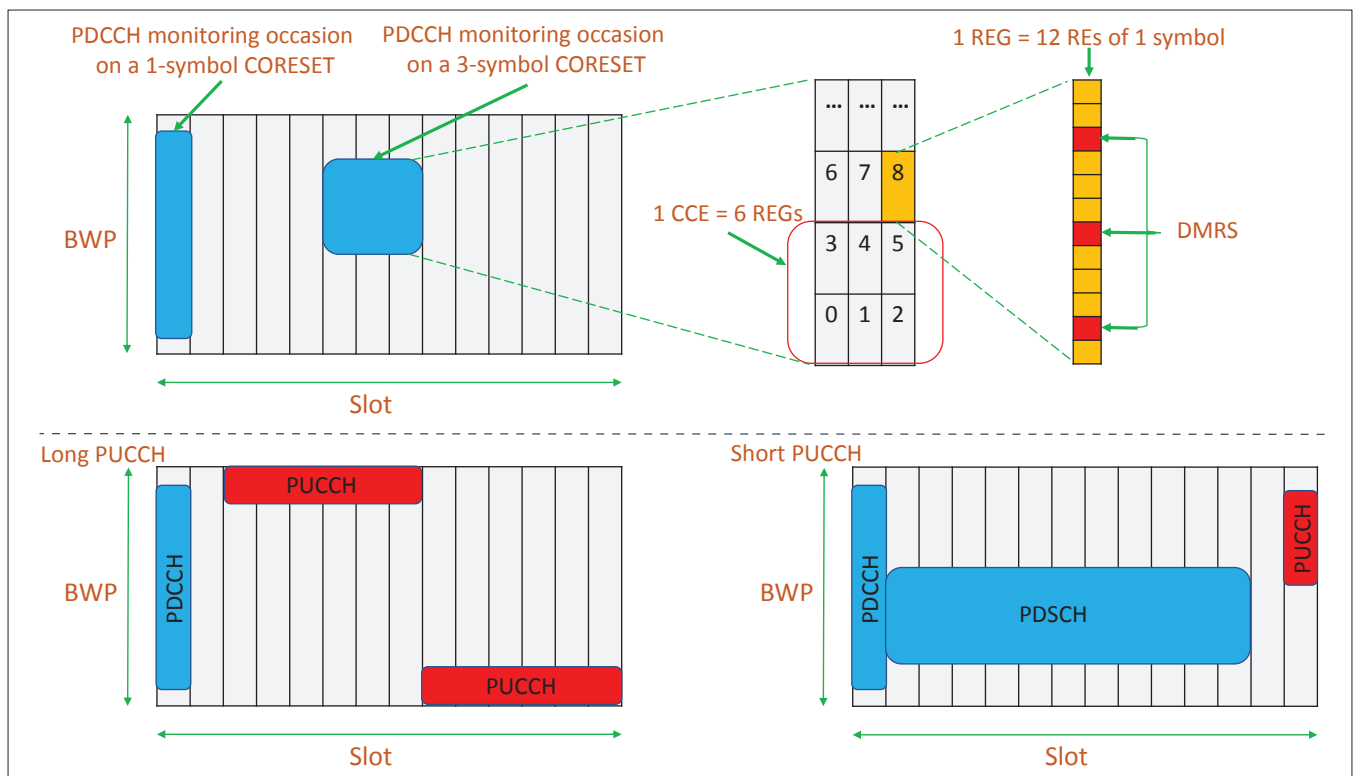 PDCCH monitoring occasion
on a 1-symbol CORESET
PDCCH monitoring occasion
on a 3-symbol CORESET
1 REG = 12 REs of 1 symbol
... ... ...
6 7 8
1 CCE = 6 REGs
3 4 5
0 1 2
BWP
DMRS
Slot
Long PUCCH
PUCCH
BWP
PDCCH
PUCCH
Slot
Short PUCCH
PUCCH
BWP
PDCCH
PDSCH
Slot